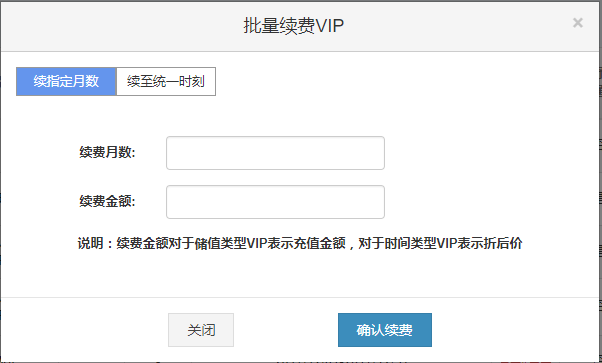 批量续费VIP
×
续指定月数 续至统一时刻
续费月数:
续费金额:
说明：续费金额对于储值类型VIP表示充值金额，对于时间类型VIP表示折后价
关闭 确认续费